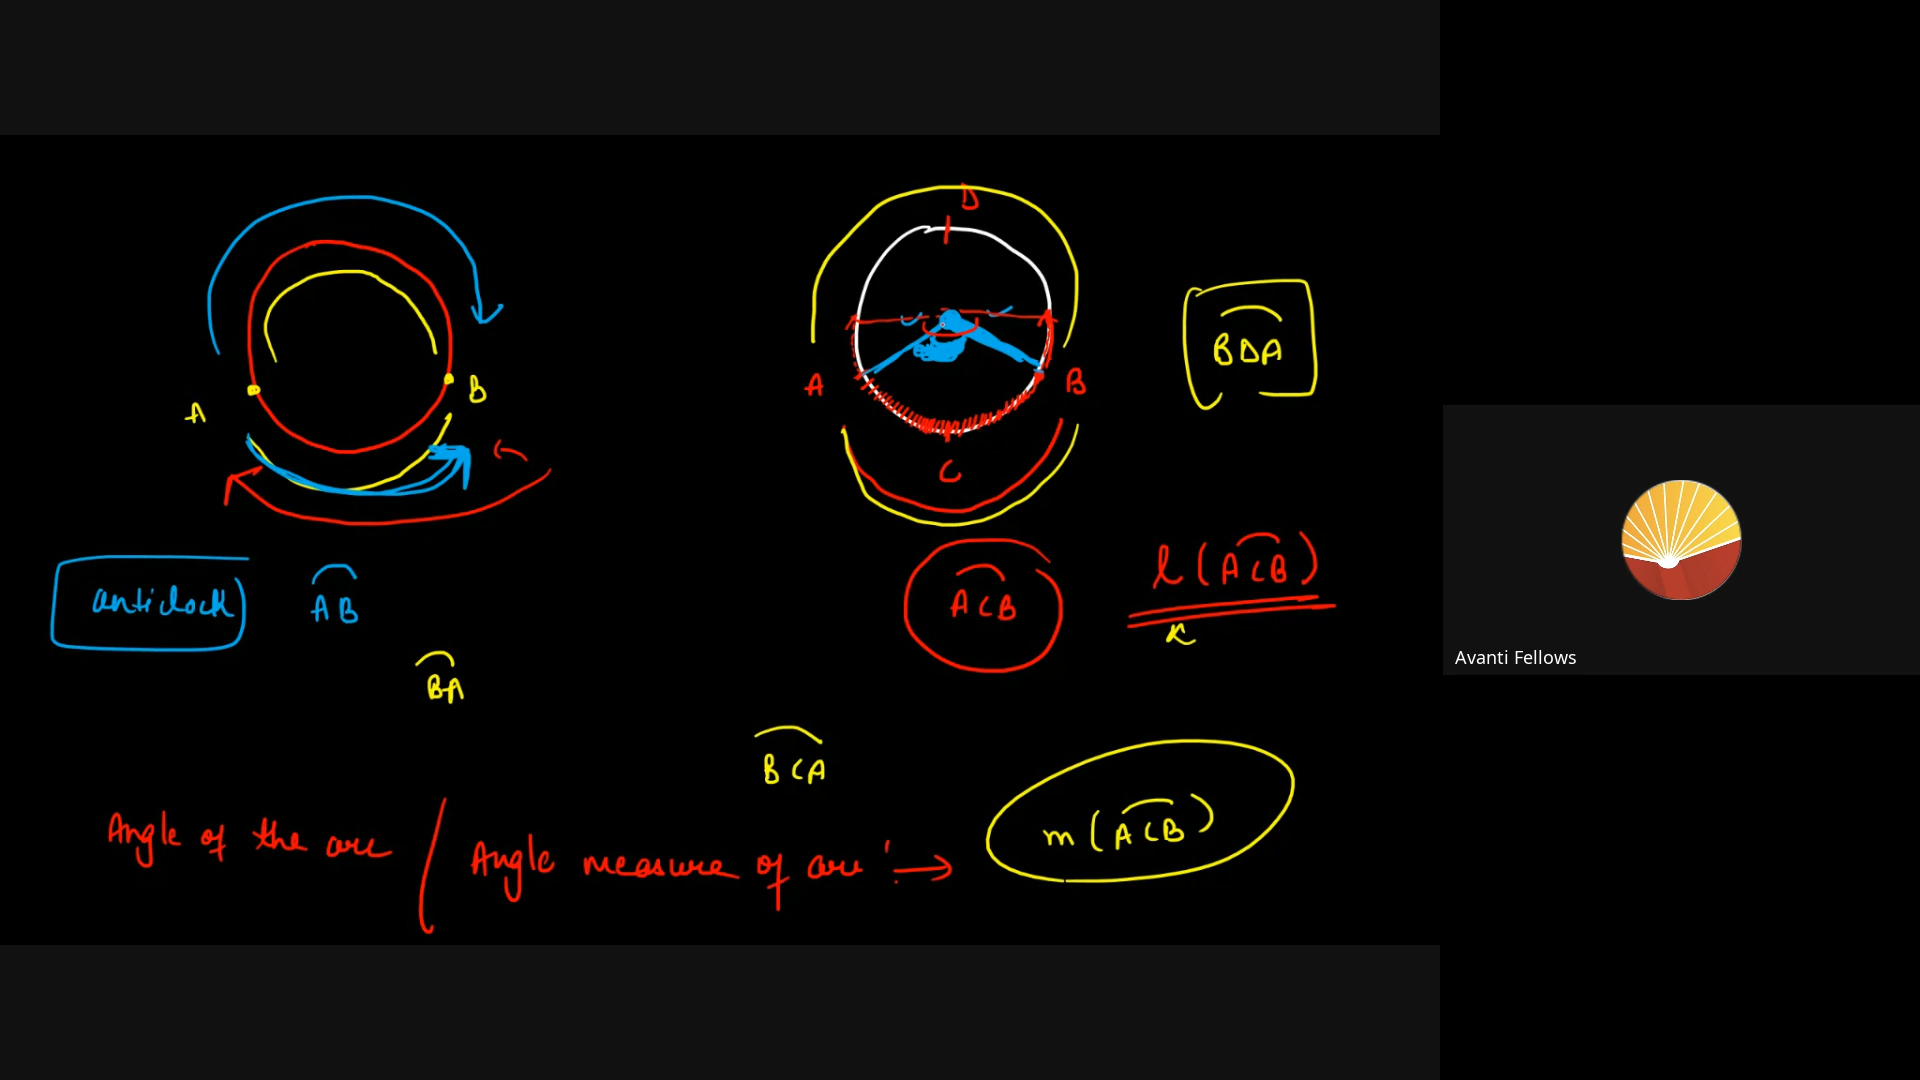 D
A B
A B
C
BDA
l (ACB)
anticlock AB
ACB
BA
BCA
m (ACB)
Angle of the arc / Angle measure of arc : →
Avanti Fellows